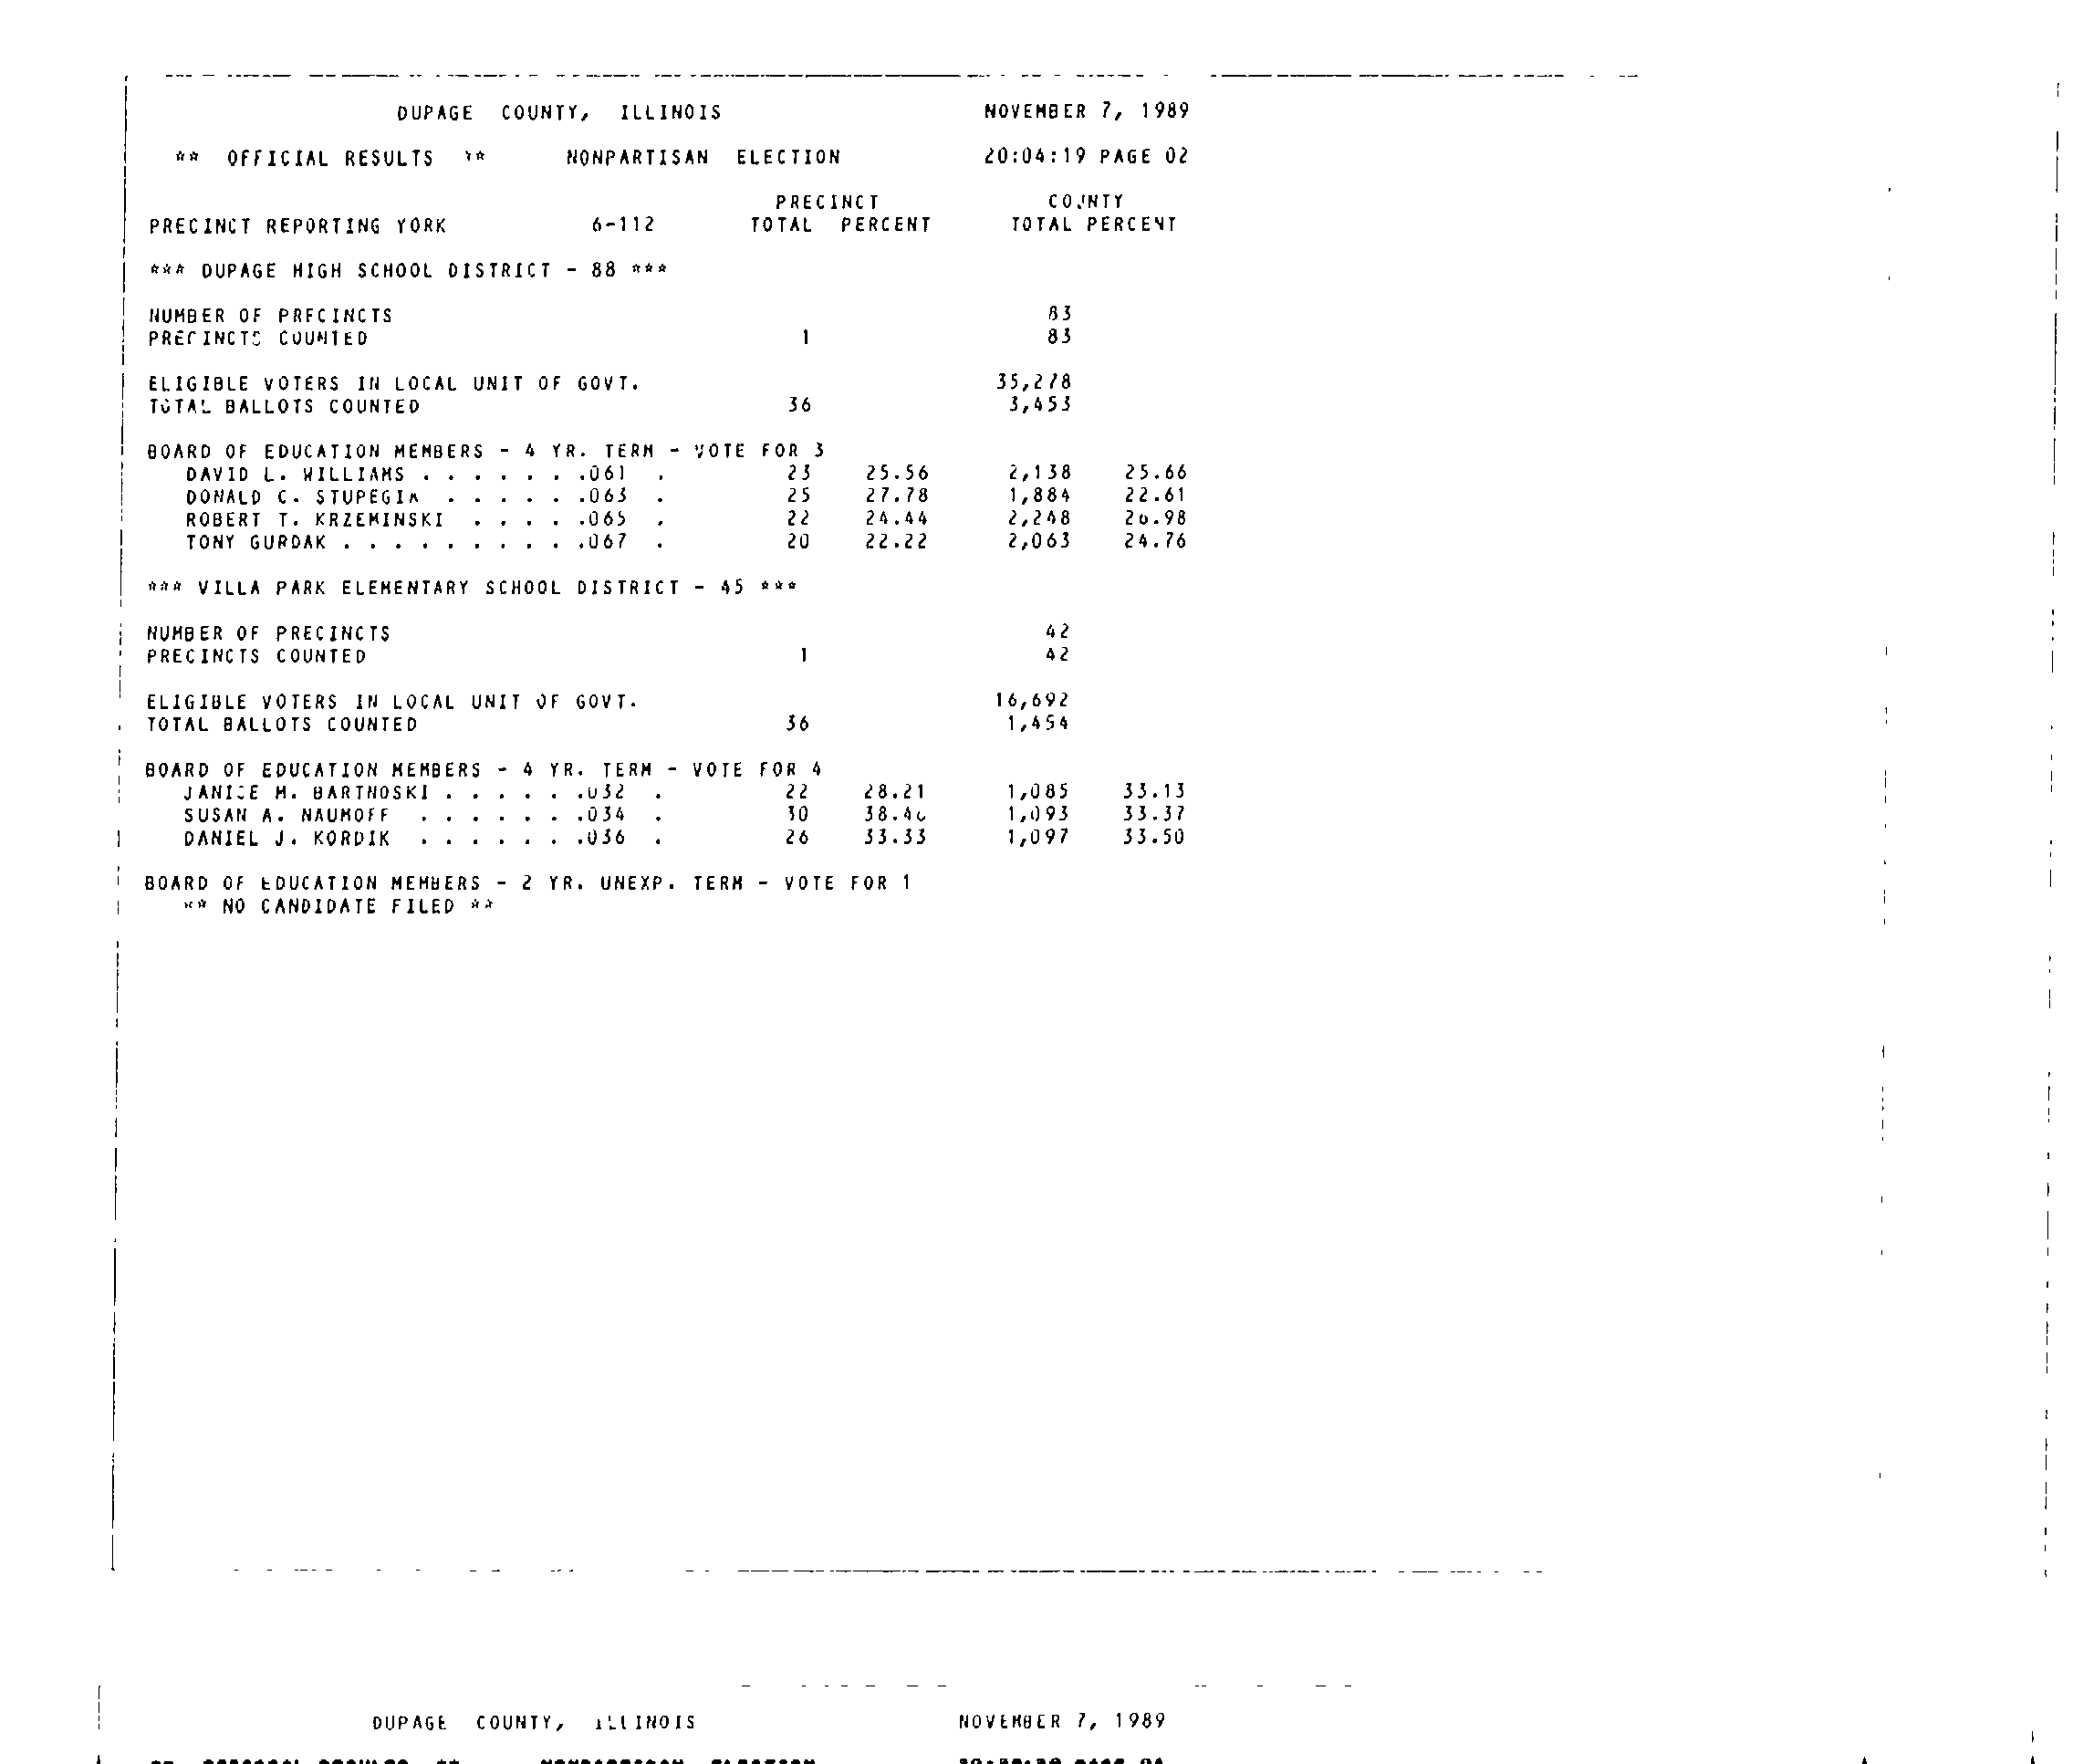 DUPAGE COUNTY, ILLINOIS NOVEMBER 7, 1989
** OFFICIAL RESULTS ** NONPARTISAN ELECTION 20:04:19 PAGE 02
PRECINCT COUNTY
PRECINCT REPORTING YORK 6-112 TOTAL PERCENT TOTAL PERCENT
*** DUPAGE HIGH SCHOOL DISTRICT - 88 ***
NUMBER OF PRECINCTS 83
PRECINCTS COUNTED 1 83
ELIGIBLE VOTERS IN LOCAL UNIT OF GOVT. 35,278
TOTAL BALLOTS COUNTED 36 3,453
BOARD OF EDUCATION MEMBERS - 4 YR. TERM - VOTE FOR 3
DAVID L. WILLIAMS . . . . . . .061 . 23 25.56 2,138 25.66
DONALD C. STUPEGIA . . . . . .063 . 25 27.78 1,884 22.61
ROBERT T. KRZEMINSKI . . . . .065 . 22 24.44 2,248 26.98
TONY GURDAK . . . . . . . . . .067 . 20 22.22 2,063 24.76
*** VILLA PARK ELEMENTARY SCHOOL DISTRICT - 45 ***
NUMBER OF PRECINCTS 42
PRECINCTS COUNTED 1 42
ELIGIBLE VOTERS IN LOCAL UNIT OF GOVT. 16,692
TOTAL BALLOTS COUNTED 36 1,454
BOARD OF EDUCATION MEMBERS - 4 YR. TERM - VOTE FOR 4
JANICE M. BARTNOSKI . . . . . .032 . 22 28.21 1,085 33.13
SUSAN A. NAUMOFF . . . . . . .034 . 30 38.46 1,093 33.37
DANIEL J. KORDIK . . . . . . .036 . 26 33.33 1,097 33.50
BOARD OF EDUCATION MEMBERS - 2 YR. UNEXP. TERM - VOTE FOR 1
** NO CANDIDATE FILED **
DUPAGE COUNTY, ILLINOIS NOVEMBER 7, 1989